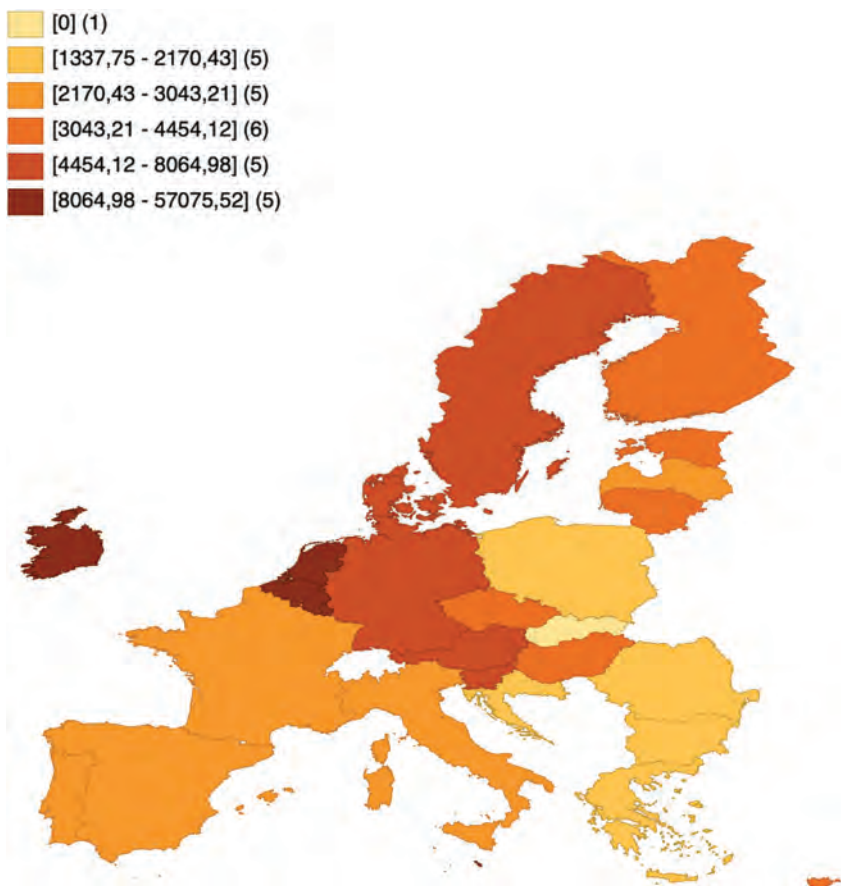 [0] (1)
[1337,75 - 2170,43] (5)
[2170,43 - 3043,21] (5)
[3043,21 - 4454,12] (6)
[4454,12 - 8064,98] (5)
[8064,98 - 57075,52] (5)